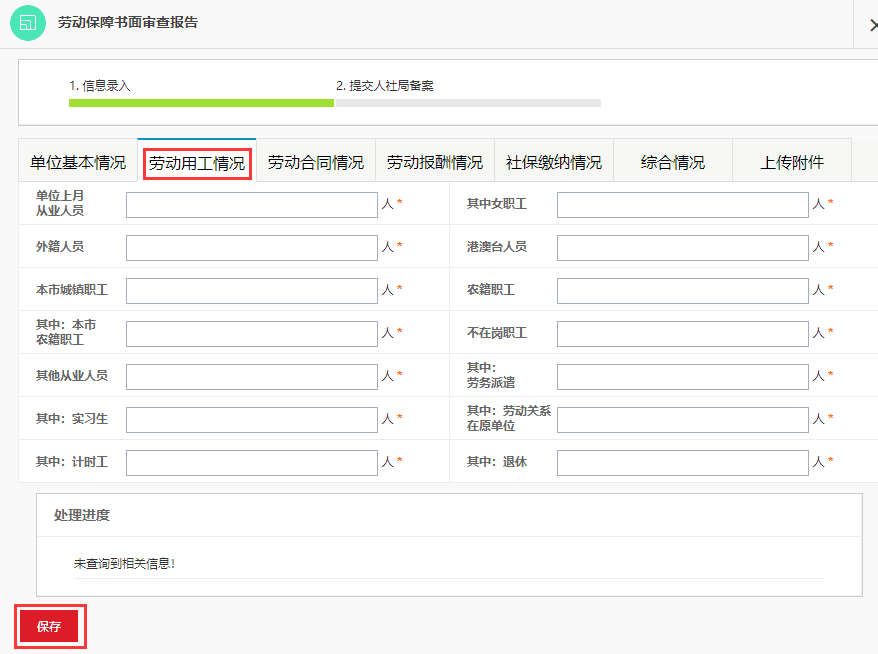 劳动保障书面审查报告
1. 信息录入
2. 提交人社局备案
单位基本情况
劳动用工情况
劳动合同情况
劳动报酬情况
社保缴纳情况
综合情况
上传附件
单位上月
从业人员
人*
其中女职工
人*
外籍人员
人*
港澳台人员
人*
本市城镇职工
人*
农籍职工
人*
其中：本市
农籍职工
人*
不在岗职工
人*
其他从业人员
人*
其中：
劳务派遣
人*
其中：实习生
人*
其中：劳动关系
在原单位
人*
其中：计时工
人*
其中：退休
人*
处理进度
未查询到相关信息！
保存